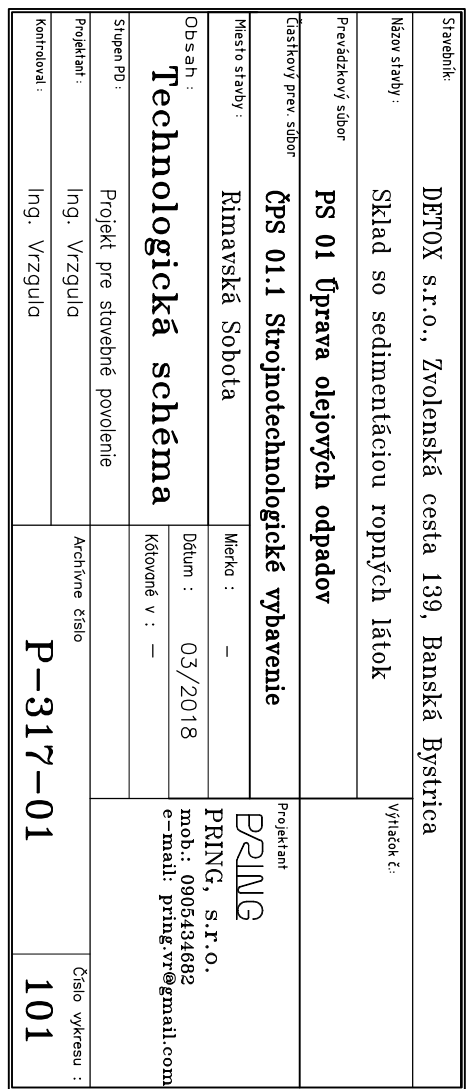 Stavebník: DETOX s.r.o., Zvolenská cesta 139, Banská Bystrica
Názov stavby : Sklad so sedimentáciou ropných látok
Výtlačok č.:
Prevádzkový súbor PS 01 Úprava olejových odpadov
Čiastkový prev. súbor ČPS 01.1 Strojnotechnologické vybavenie
Projektant
PRING
PRING, s.r.o.
mob.: 0905434682
e-mail: pring.vr@gmail.com
Miesto stavby : Rimavská Sobota
Mierka : –
Obsah : Technologická schéma
Dátum : 03/2018
Kótované v : –
Stupen PD : Projekt pre stavebné povolenie
Projektant : Ing. Vrzgula
Archívne číslo
P-317-01
Číslo vykresu :
101
Kontroloval : Ing. Vrzgula